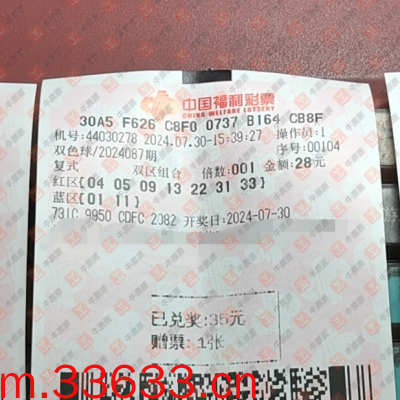 中国福利彩票
CHINA WELFARE LOTTERY
30A5 F626 C8F0 0737 B164 CB8F
机号:44030278 2024.07.30-15:39:27 操作员:1
双色球/2024087期 序号:00104
复式 双区组合 倍数:001 金额:28元
红区{04 05 09 13 22 31 33}
蓝区{01 11}
731C 9950 CDFC 2082 开奖日:2024-07-30
已兑奖:35元
赠票: 1张
m.33633.cn